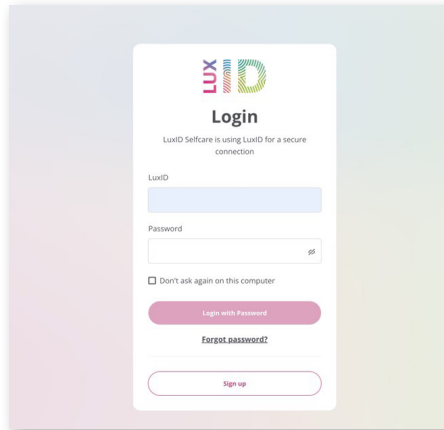 LUX ID
Login
LuxID Selfcare is using LuxID for a secure
connection
LuxID
Password
Don't ask again on this computer
Login with Password
Forgot password?
Sign up